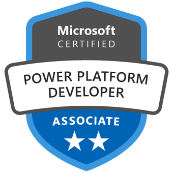 Microsoft
CERTIFIED
POWER PLATFORM
DEVELOPER
ASSOCIATE